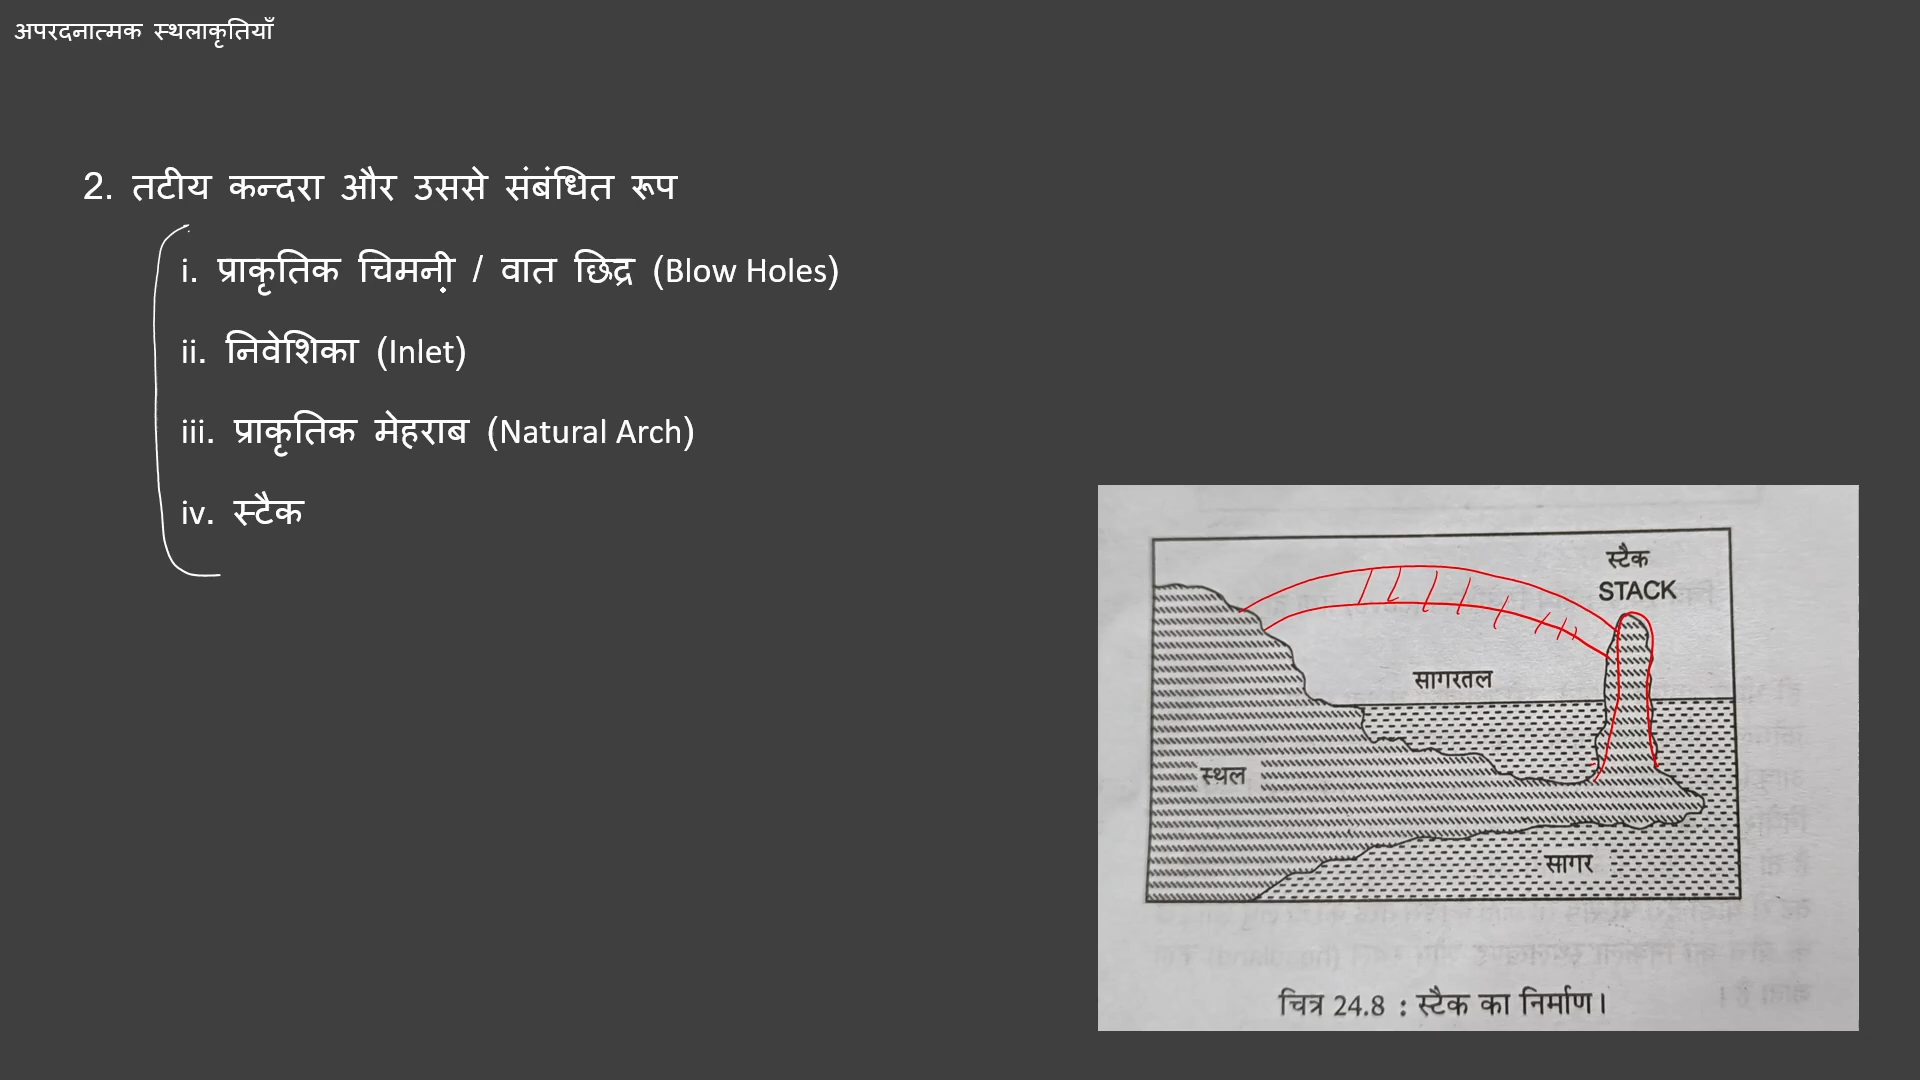 अपरदनात्मक स्थलाकृतियाँ
2. तटीय कन्दरा और उससे संबंधित रूप
i. प्राकृतिक चिमनी / वात छिद्र (Blow Holes)
ii. निवेशिका (Inlet)
iii. प्राकृतिक मेहराब (Natural Arch)
iv. स्टैक
स्टैक
STACK
सागरतल
स्थल
सागर
चित्र 24.8 : स्टैक का निर्माण।